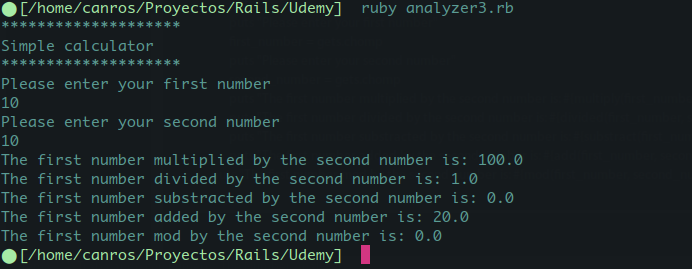 [/home/canros/Proyectos/Rails/Udemy] ruby analyzer3.rb
********************
Simple calculator
********************
Please enter your first number
10
Please enter your second number
10
The first number multiplied by the second number is: 100.0
The first number divided by the second number is: 1.0
The first number substracted by the second number is: 0.0
The first number added by the second number is: 20.0
The first number mod by the second number is: 0.0
[/home/canros/Proyectos/Rails/Udemy]